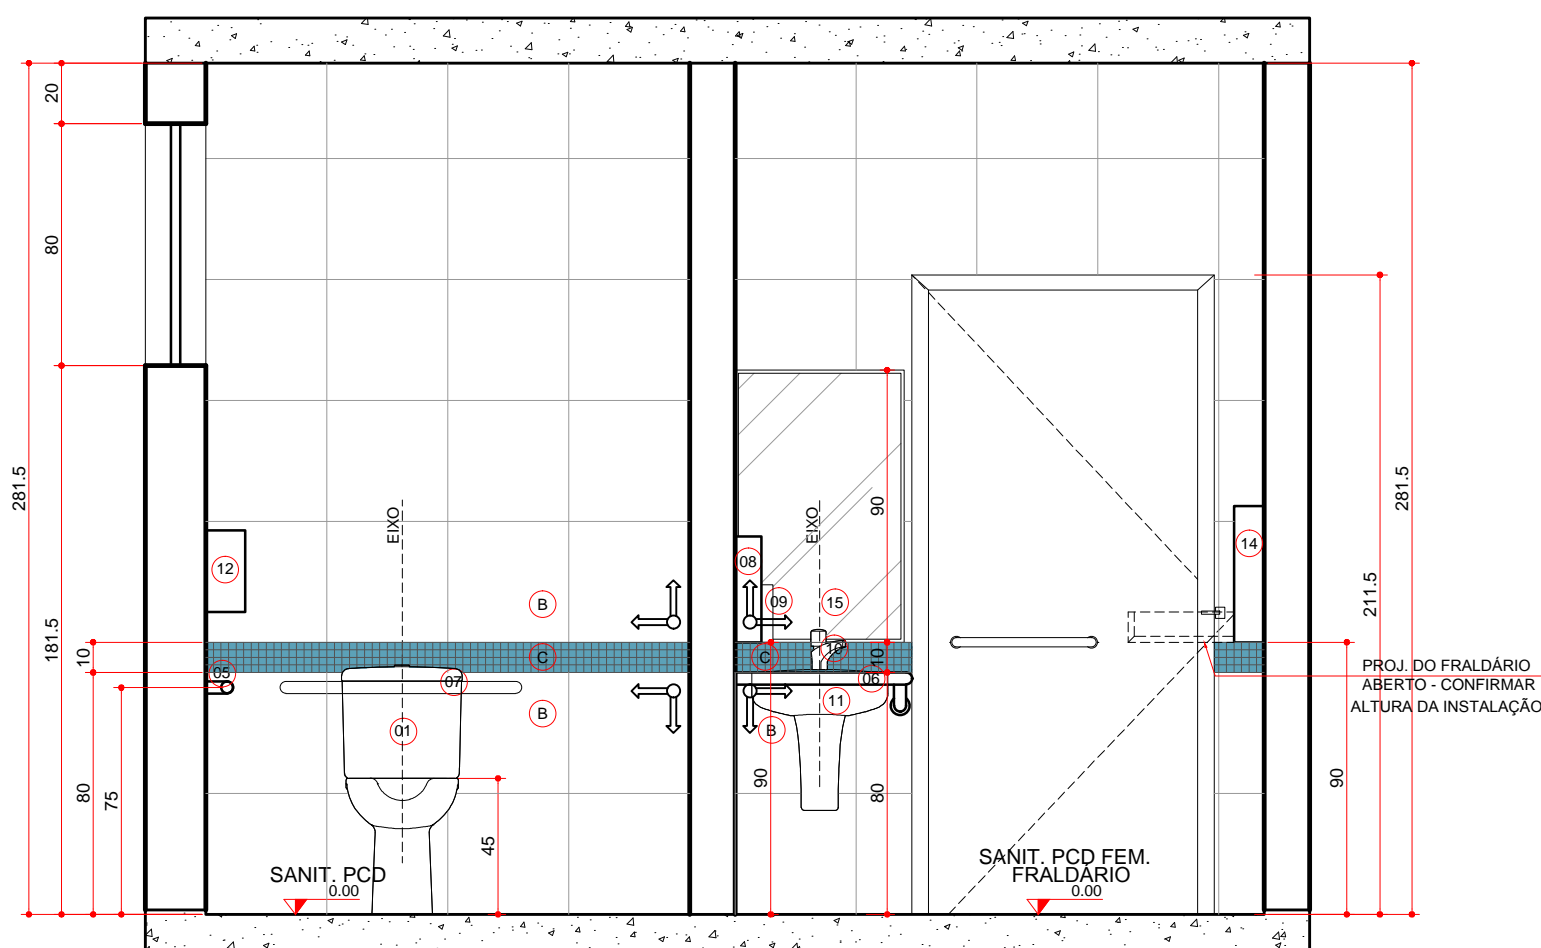 20
80
281.5
181.5
10
80
75
45
EIXO
12
B
C
05
07
B
01
SANIT. PCD
0.00
90
EIXO
08
09
15
C
10
10
06
11
B
90
80
14
SANIT. PCD FEM.
FRALDÁRIO
0.00
281.5
211.5
90
PROJ. DO FRALDÁRIO
ABERTO - CONFIRMAR
ALTURA DA INSTALAÇÃO